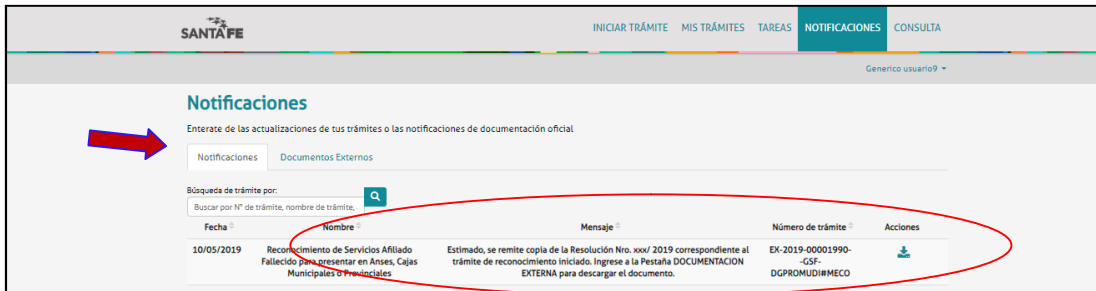 SANTA FE
INICIAR TRÁMITE MIS TRÁMITES TAREAS NOTIFICACIONES CONSULTA
Generico usuario9
Notificaciones
Enterate de las actualizaciones de tus trámites o las notificaciones de documentación oficial
Notificaciones Documentos Externos
Búsqueda de trámite por:
Buscar por N° de trámite, nombre de trámite,
Fecha Nombre Mensaje Número de trámite Acciones
10/05/2019 Reconocimiento de Servicios Afiliado Estimado, se remite copia de la Resolución Nro. xxx/ 2019 correspondiente al EX-2019-00001990-
Fallecido para presentar en Anses, Cajas trámite de reconocimiento iniciado. Ingrese a la Pestaña DOCUMENTACION -GSF-
Municipales o Provinciales EXTERNA para descargar el documento. DGPROMUDI#MECO